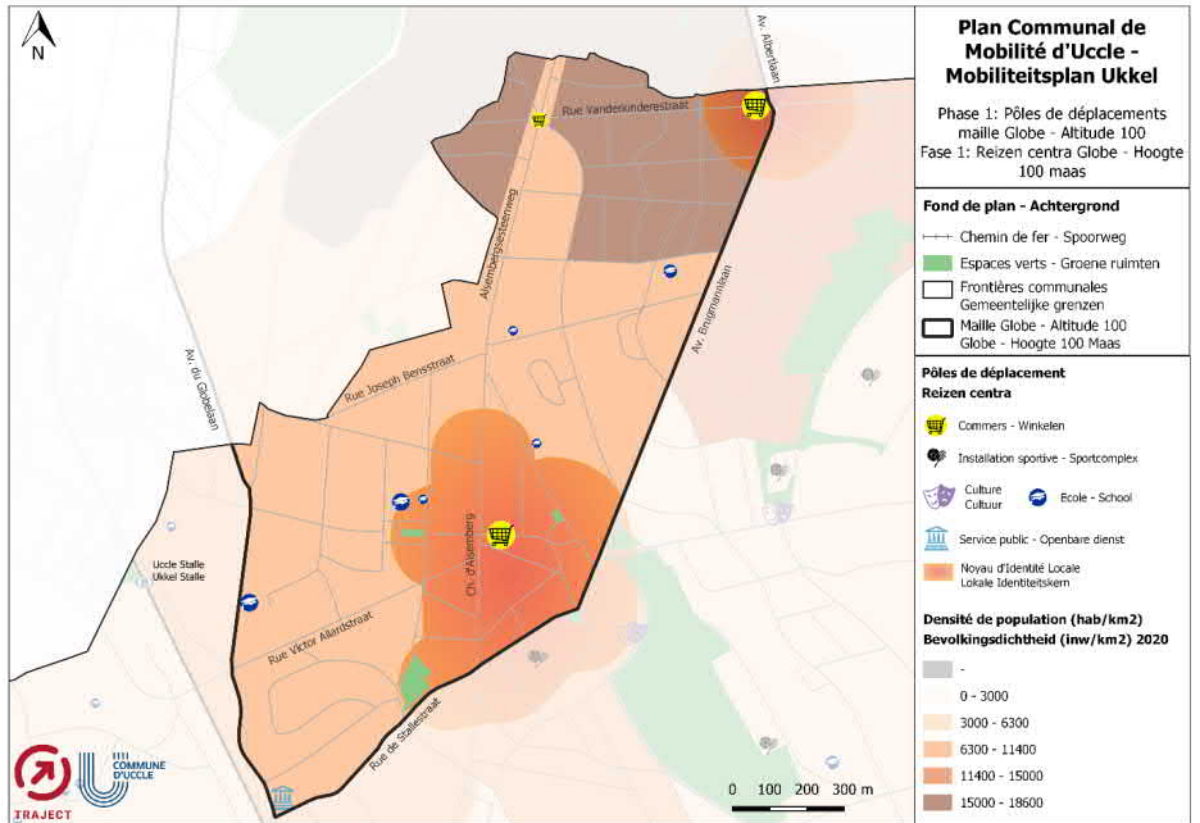 N
Av. Albertlaan
Rue Vanderkinderestraat
Alsembergsesteenweg
Av. Brugmannlaan
Av. du Globelaan
Rue Joseph Bensstraat
Ch. d'Alsemberg
Uccle Stalle
Ukkel Stalle
Rue Victor Allardstraat
Rue de Stallestraat
TRAJECT
COMMUNE
D'UCCLE
0 100 200 300 m
Plan Communal de
Mobilité d'Uccle -
Mobiliteitsplan Ukkel
Phase 1: Pôles de déplacements
maille Globe - Altitude 100
Fase 1: Reizen centra Globe - Hoogte
100 maas
Fond de plan - Achtergrond
Chemin de fer - Spoorweg
Espaces verts - Groene ruimten
Frontières communales
Gemeentelijke grenzen
Maille Globe - Altitude 100
Globe - Hoogte 100 Maas
Pôles de déplacement
Reizen centra
Commers - Winkelen
Installation sportive - Sportcomplex
Culture
Cultuur
Ecole - School
Service public - Openbare dienst
Noyau d'Identité Locale
Lokale Identiteitskern
Densité de population (hab/km2)
Bevolkingsdichtheid (inw/km2) 2020
-
0 - 3000
3000 - 6300
6300 - 11400
11400 - 15000
15000 - 18600